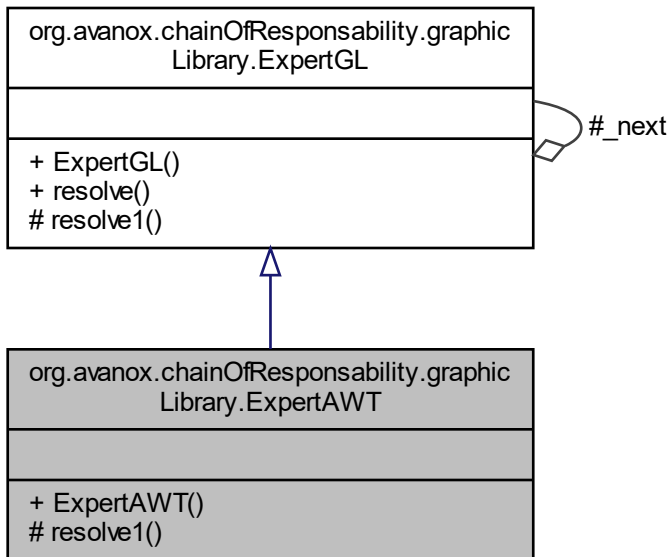 org.avanox.chainOfResponsability.graphic
Library.ExpertGL
+ ExpertGL()
+ resolve()
# resolve1()
#_next
org.avanox.chainOfResponsability.graphic
Library.ExpertAWT
+ ExpertAWT()
# resolve1()